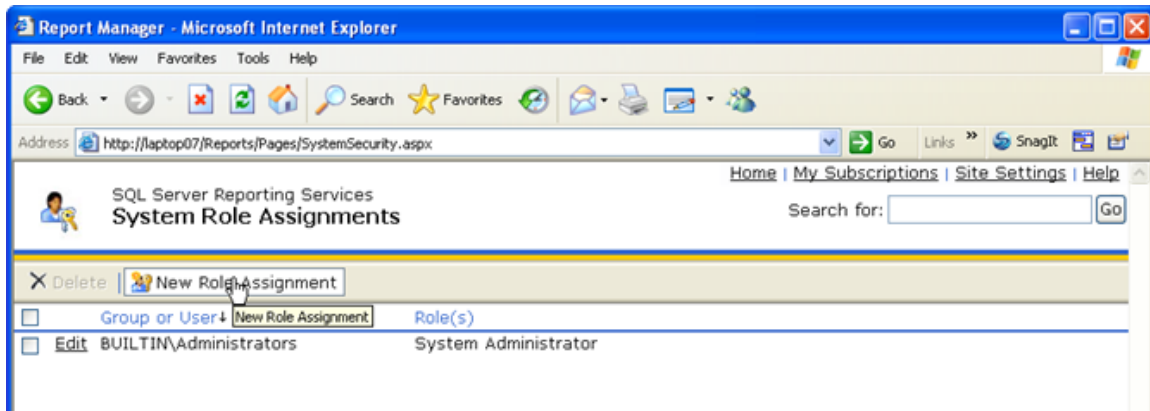 Report Manager - Microsoft Internet Explorer
File Edit View Favorites Tools Help
Back Search Favorites
Address http://laptop07/Reports/Pages/SystemSecurity.aspx Go Links » SnagIt
Home | My Subscriptions | Site Settings | Help
SQL Server Reporting Services
System Role Assignments
Search for: Go
Delete | New Role Assignment
Group or User↓ New Role Assignment Role(s)
Edit BUILTIN\Administrators System Administrator